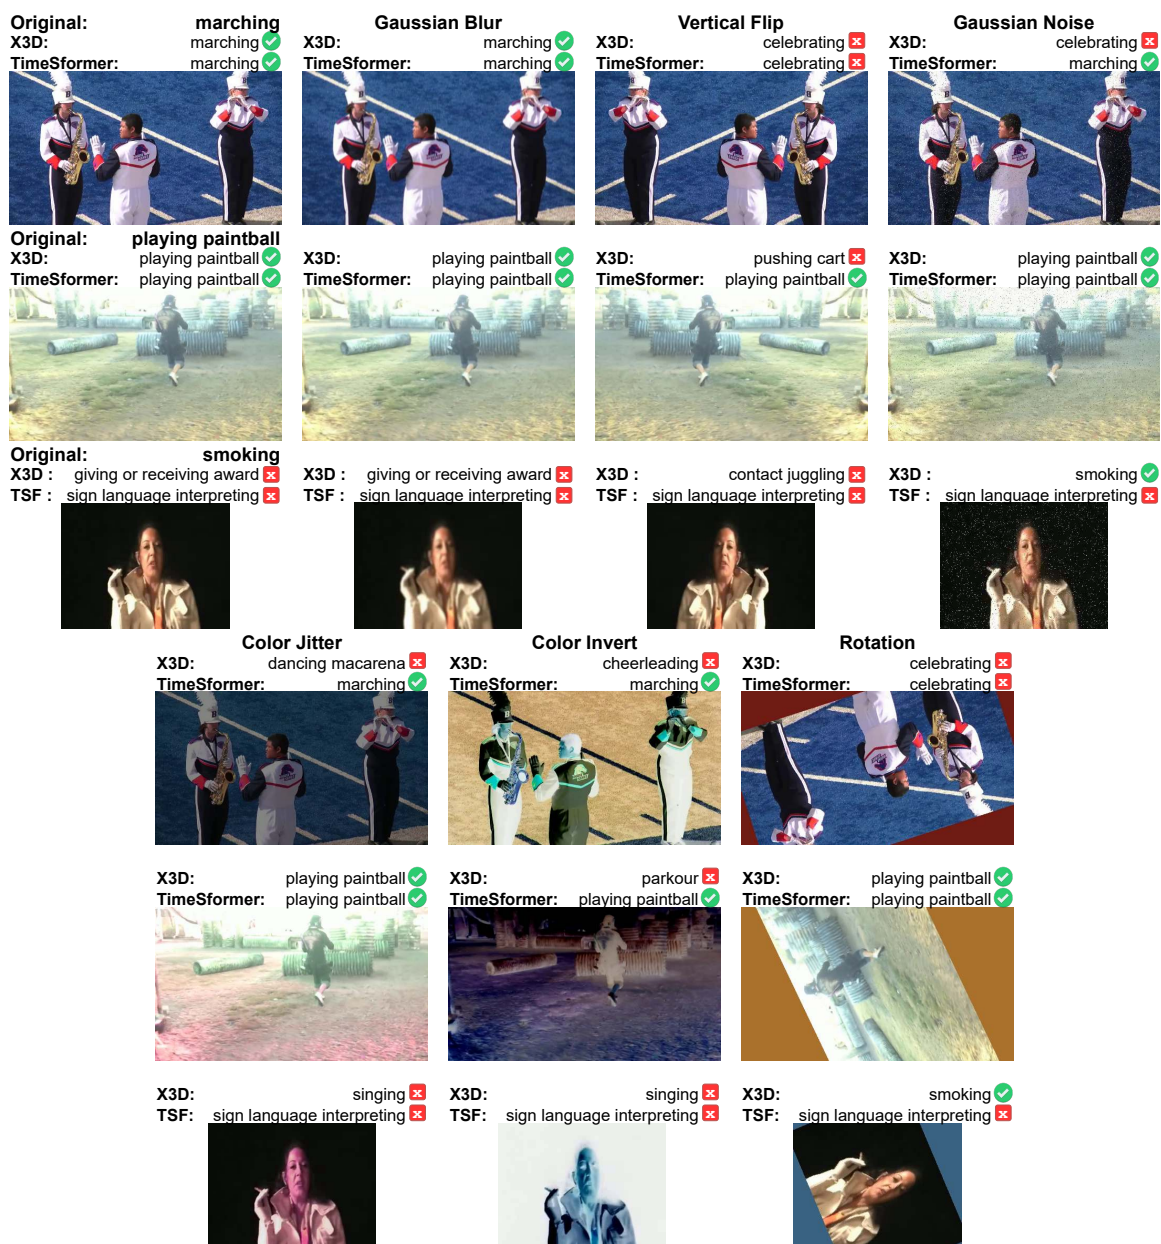 Original: marching Gaussian Blur Vertical Flip Gaussian Noise
X3D: marching X3D: marching X3D: celebrating X3D: celebrating
TimeSformer: marching TimeSformer: marching TimeSformer: celebrating TimeSformer: marching
Original: playing paintball
X3D: playing paintball X3D: playing paintball X3D: pushing cart X3D: playing paintball
TimeSformer: playing paintball TimeSformer: playing paintball TimeSformer: playing paintball TimeSformer: playing paintball
Original: smoking
X3D : giving or receiving award X3D : giving or receiving award X3D : contact juggling X3D : smoking
TSF : sign language interpreting TSF : sign language interpreting TSF : sign language interpreting TSF : sign language interpreting
Color Jitter Color Invert Rotation
X3D: dancing macarena X3D: cheerleading X3D: celebrating
TimeSformer: marching TimeSformer: marching TimeSformer: celebrating
X3D: playing paintball X3D: parkour X3D: playing paintball
TimeSformer: playing paintball TimeSformer: playing paintball TimeSformer: playing paintball
X3D: singing X3D: singing X3D: smoking
TSF: sign language interpreting TSF: sign language interpreting TSF: sign language interpreting